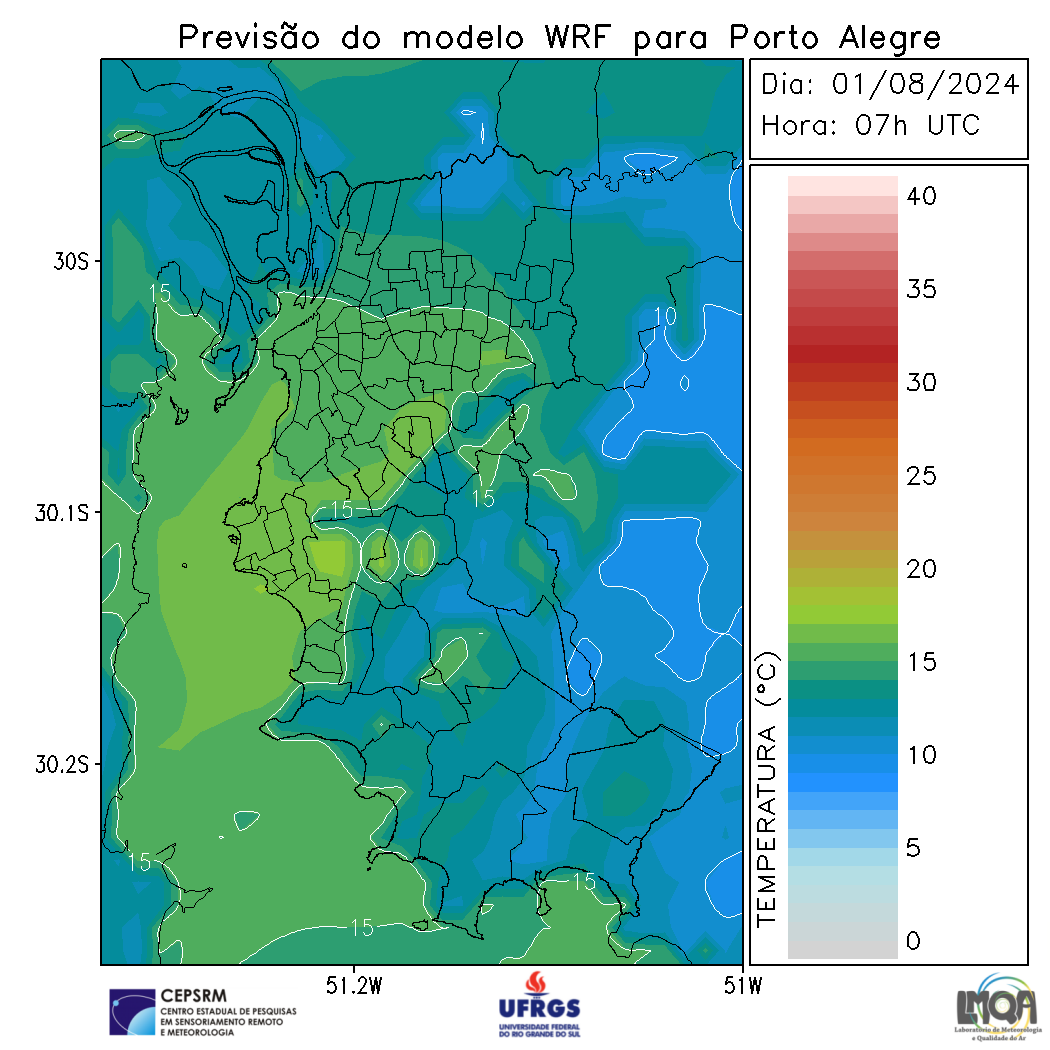 Previsão do modelo WRF para Porto Alegre
Dia: 01/08/2024
Hora: 07h UTC
40
35
30
25
20
15
10
5
0
TEMPERATURA (°C)
30S
30.1S
30.2S
51.2W
51W
15
10
15
15
15
15
15
CEPSRM
CENTRO ESTADUAL DE PESQUISAS
EM SENSORIAMENTO REMOTO
E METEOROLOGIA
UFRGS
UNIVERSIDADE FEDERAL
DO RIO GRANDE DO SUL
LMQA
Laboratório de Meteorologia
e Qualidade do Ar